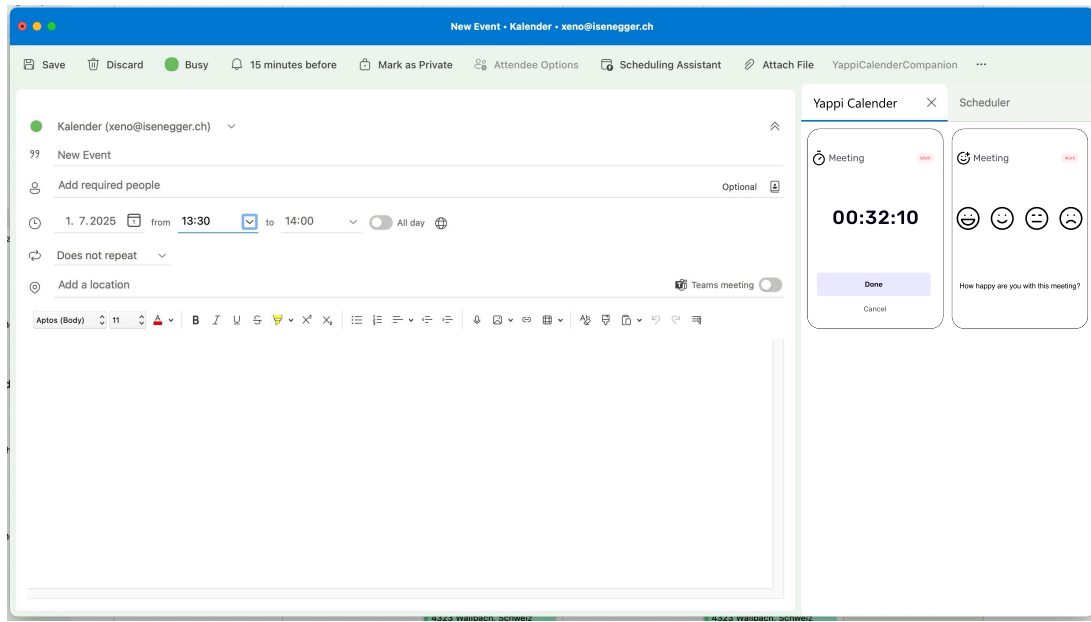 New Event • Kalender • xeno@isenegger.ch
Save Discard Busy 15 minutes before Mark as Private Attendee Options Scheduling Assistant Attach File YappiCalenderCompanion ...
Yappi Calender Scheduler
Kalender (xeno@isenegger.ch)
New Event
Add required people Optional
1. 7.2025 from 13:30 to 14:00 All day
Does not repeat
Add a location Teams meeting
Aptos (Body) 11
Meeting Work
00:32:10
Done
Cancel
Meeting Work
How happy are you with this meeting?
4323 Wallbach, Schweiz 4323 Wallbach, Schweiz